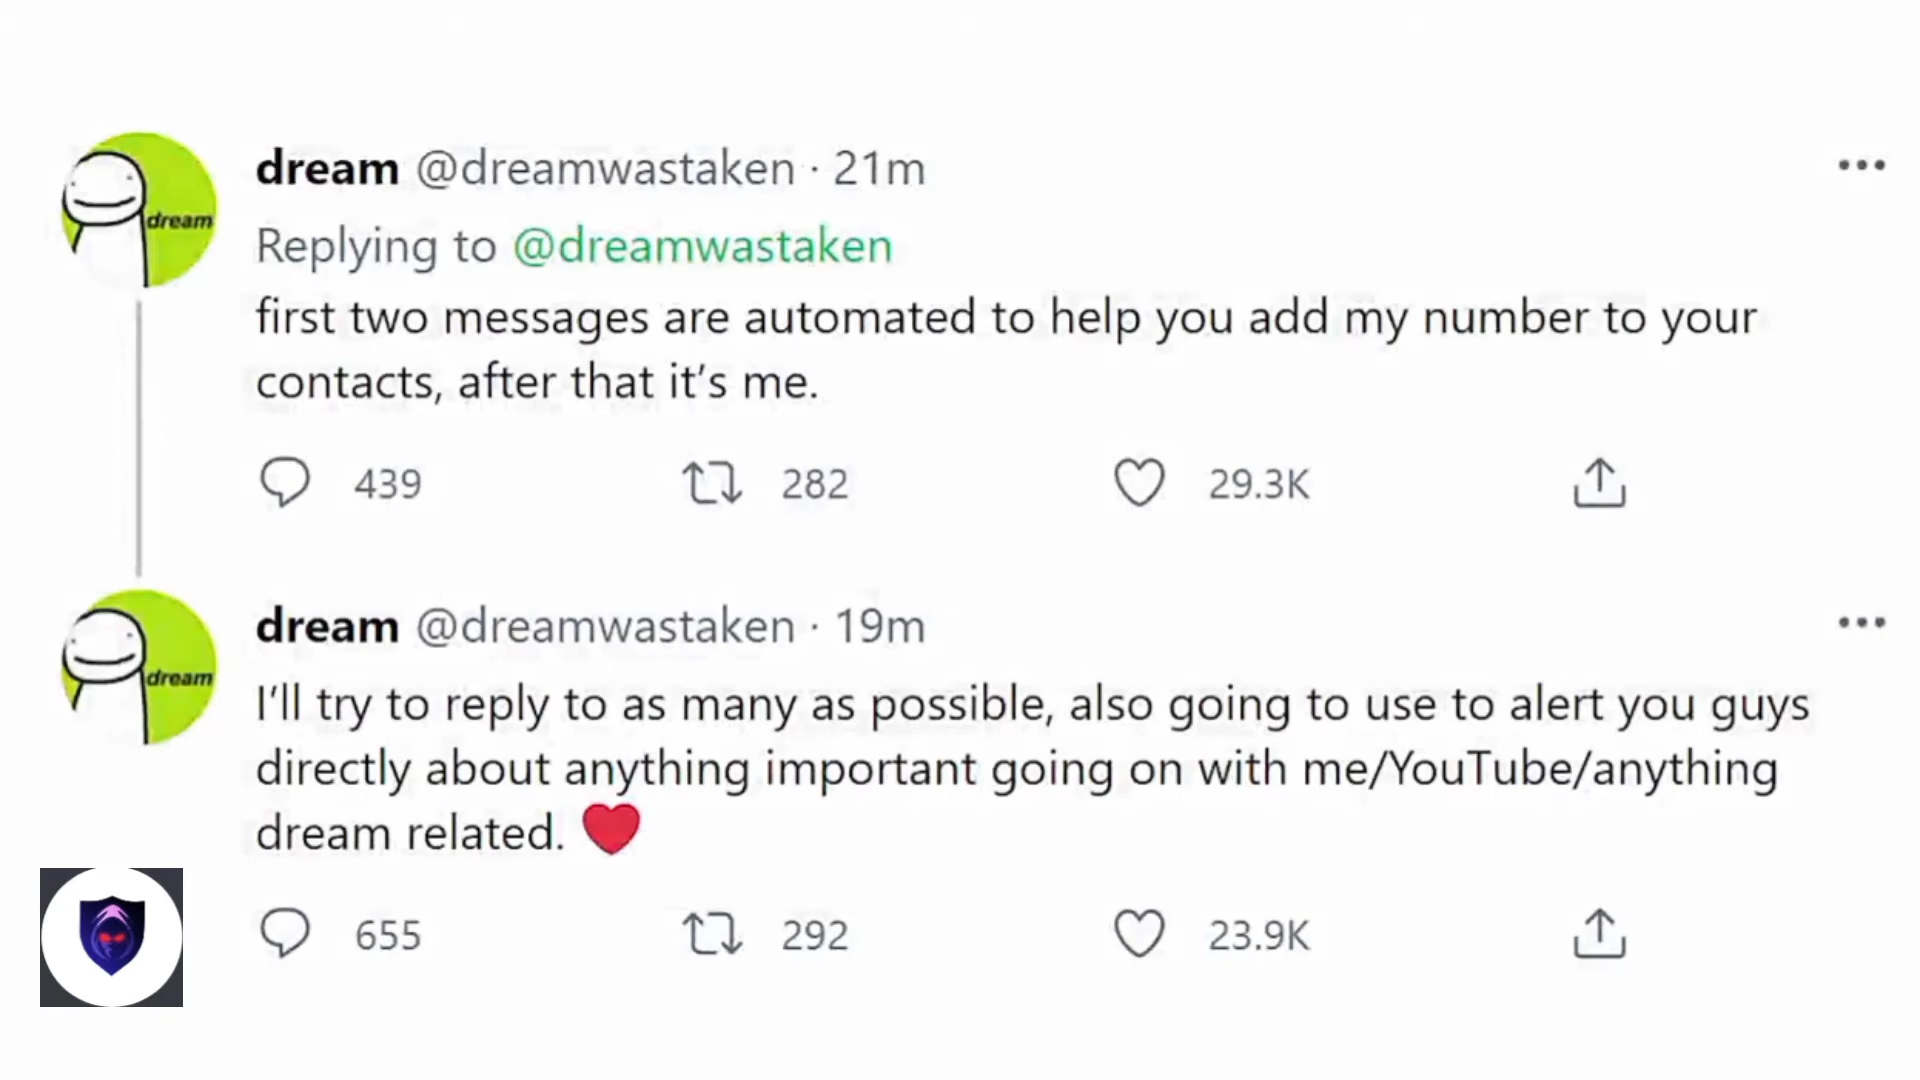 dream @dreamwastaken · 21m
dream
Replying to @dreamwastaken
first two messages are automated to help you add my number to your
contacts, after that it’s me.
439 282 29.3K
dream @dreamwastaken · 19m
dream
I’ll try to reply to as many as possible, also going to use to alert you guys
directly about anything important going on with me/YouTube/anything
dream related. ❤️
655 292 23.9K